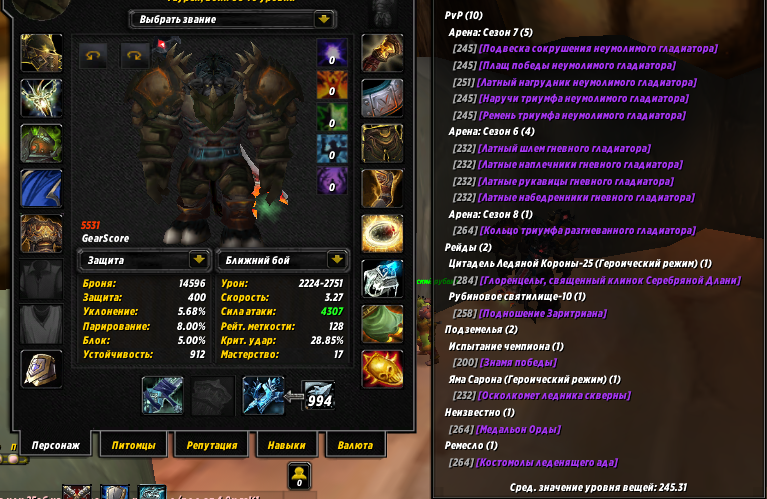 Выбрать звание
0
0
0
0
0
5531
GearScore
Защита
Ближний бой
Броня: 14596
Защита: 400
Уклонение: 5.68%
Парирование: 8.00%
Блок: 5.00%
Устойчивость: 912
Урон: 2224-2751
Скорость: 3.27
Сила атаки: 4307
Рейт. меткости: 128
Крит. удар: 28.85%
Мастерство: 17
994
Персонаж
Питомцы
Репутация
Навыки
Валюта
0
PvP (10)
Арена: Сезон 7 (5)
[245] [Подвеска сокрушения неумолимого гладиатора]
[245] [Плащ победы неумолимого гладиатора]
[251] [Латный нагрудник неумолимого гладиатора]
[245] [Наручи триумфа неумолимого гладиатора]
[245] [Ремень триумфа неумолимого гладиатора]
Арена: Сезон 6 (4)
[232] [Латный шлем гневного гладиатора]
[232] [Латные наплечники гневного гладиатора]
[232] [Латные рукавицы гневного гладиатора]
[232] [Латные набедренники гневного гладиатора]
Арена: Сезон 8 (1)
[264] [Кольцо триумфа разгневанного гладиатора]
Рейды (2)
Цитадель Ледяной Короны-25 (Героический режим) (1)
[284] [Глоренцельг, священный клинок Серебряной Длани]
Рубиновое святилище-10 (1)
[258] [Подношение Заритриана]
Подземелья (2)
Испытание чемпиона (1)
[200] [Знамя победы]
Яма Сарона (Героический режим) (1)
[232] [Осколкомет ледника скверны]
Неизвестно (1)
[264] [Медальон Орды]
Ремесло (1)
[264] [Костомолы леденящего ада]
Сред. значение уровня вещей: 245.31